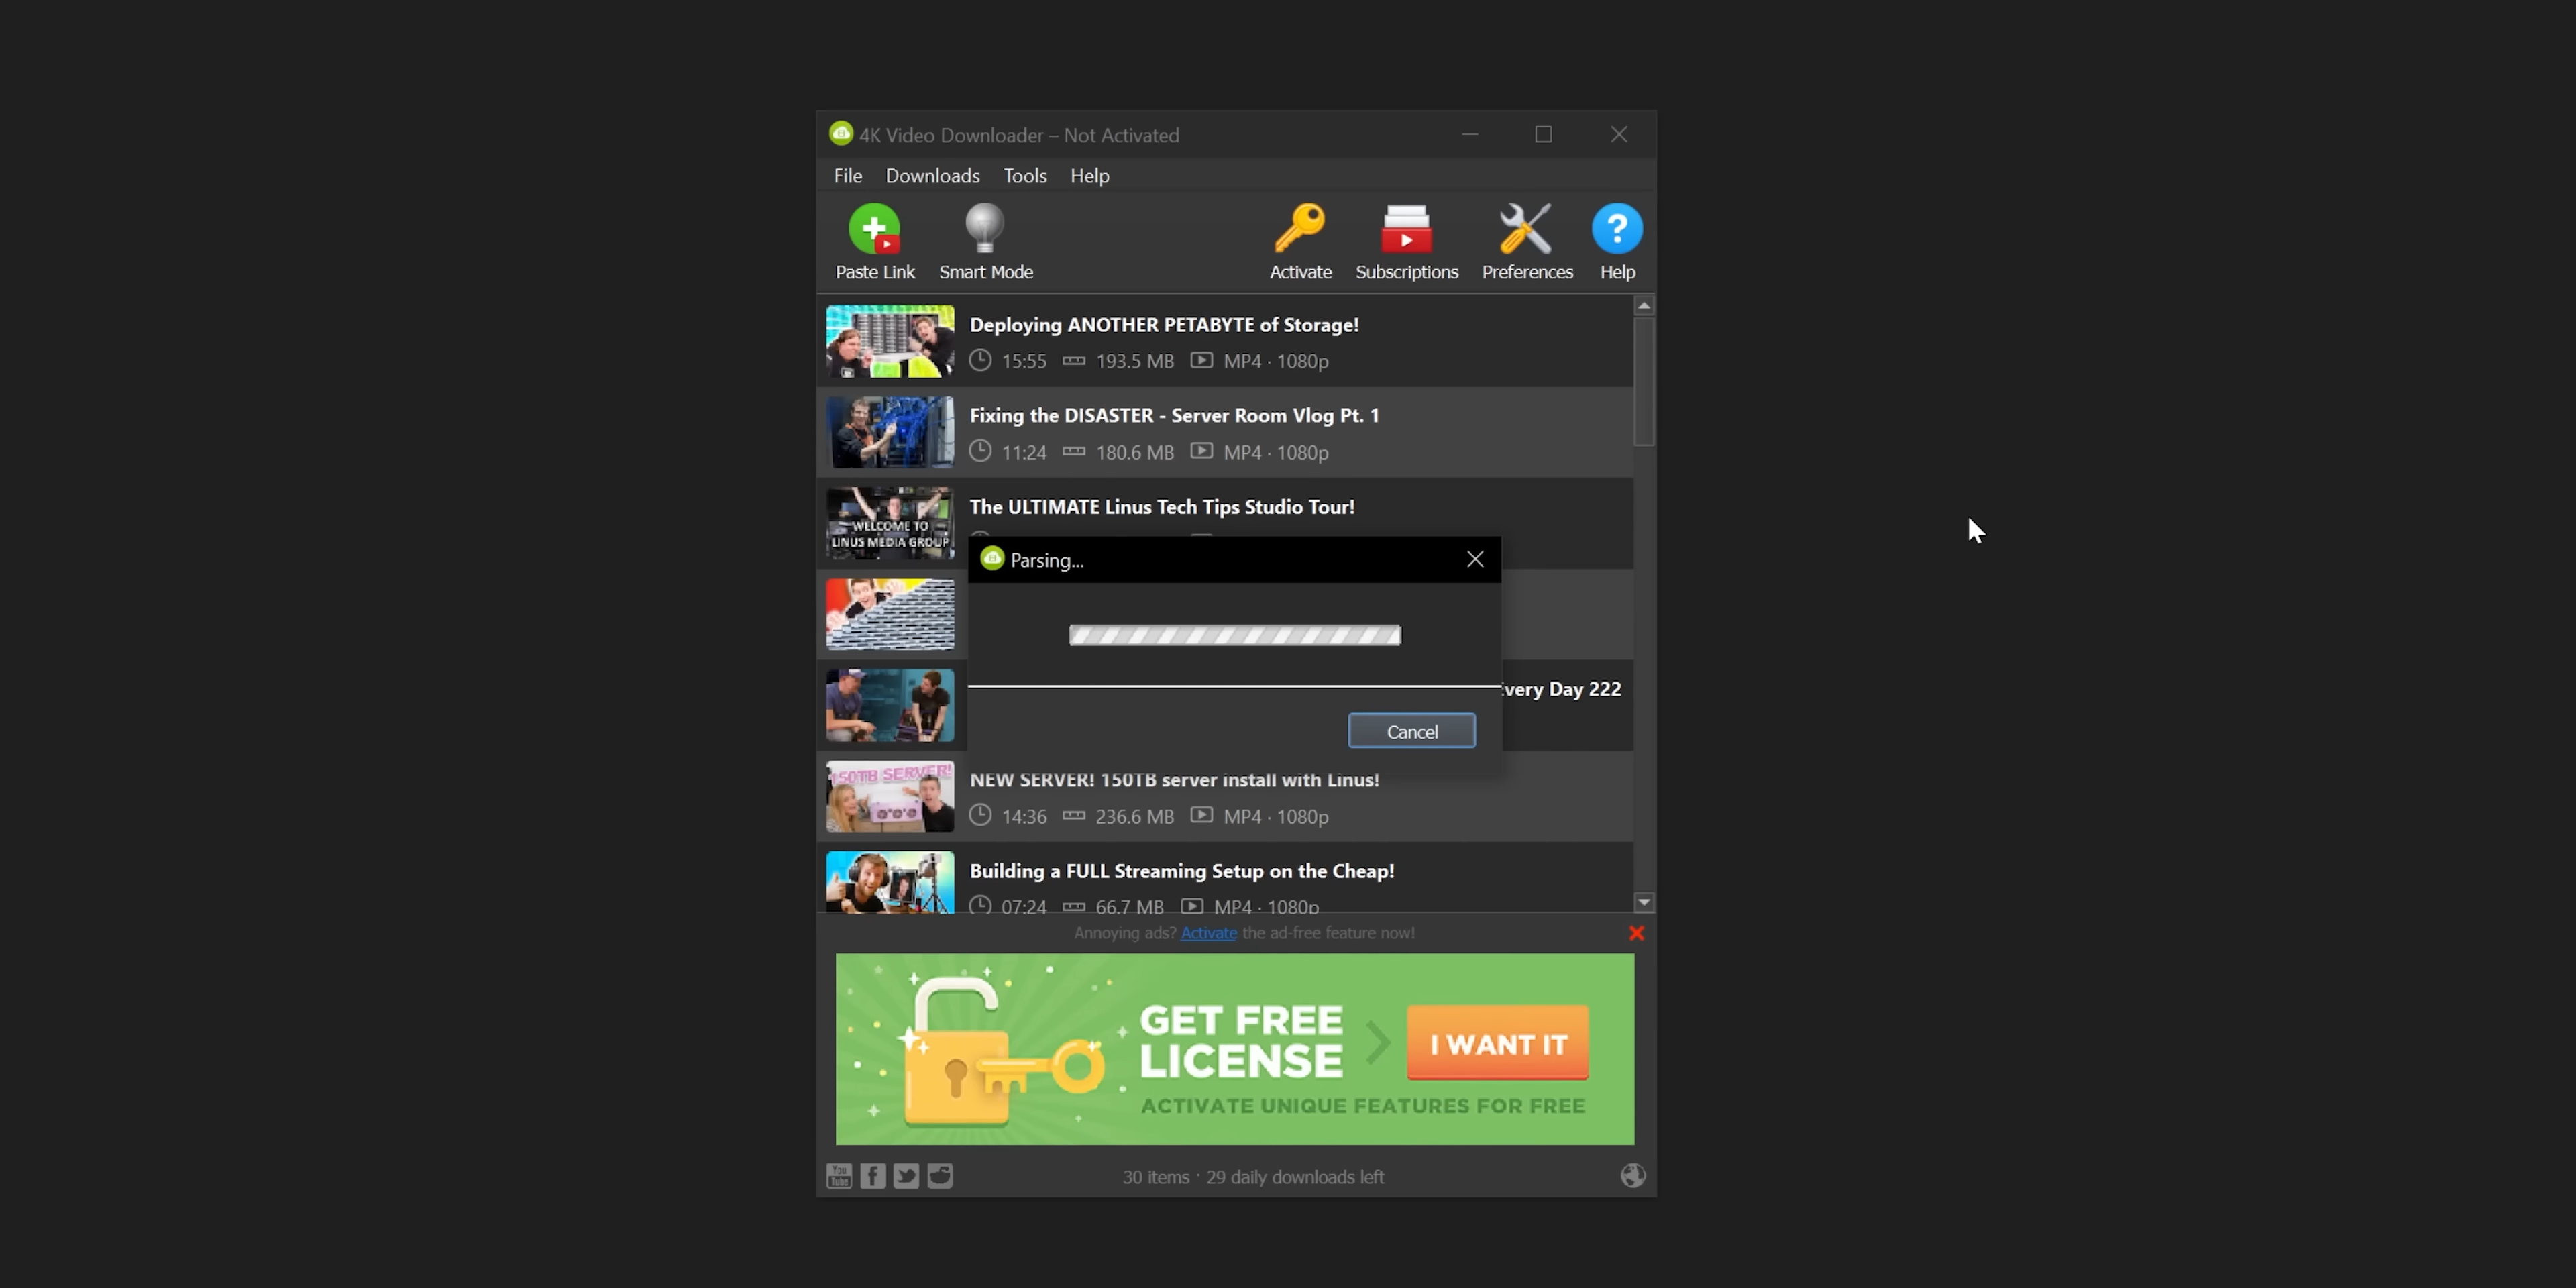 4K Video Downloader – Not Activated
File Downloads Tools Help
Paste Link Smart Mode Activate Subscriptions Preferences Help
Deploying ANOTHER PETABYTE of Storage!
15:55 193.5 MB MP4 · 1080p
Fixing the DISASTER - Server Room Vlog Pt. 1
11:24 180.6 MB MP4 · 1080p
The ULTIMATE Linus Tech Tips Studio Tour!
WELCOME TO
LINUS MEDIA GROUP
Parsing...
Every Day 222
Cancel
150TB SERVER!
NEW SERVER! 150TB server install with Linus!
14:36 236.6 MB MP4 · 1080p
Building a FULL Streaming Setup on the Cheap!
07:24 66.7 MB MP4 · 1080p
Annoying ads? Activate the ad-free feature now!
GET FREE
LICENSE
I WANT IT
ACTIVATE UNIQUE FEATURES FOR FREE
You
Tube
30 items · 29 daily downloads left